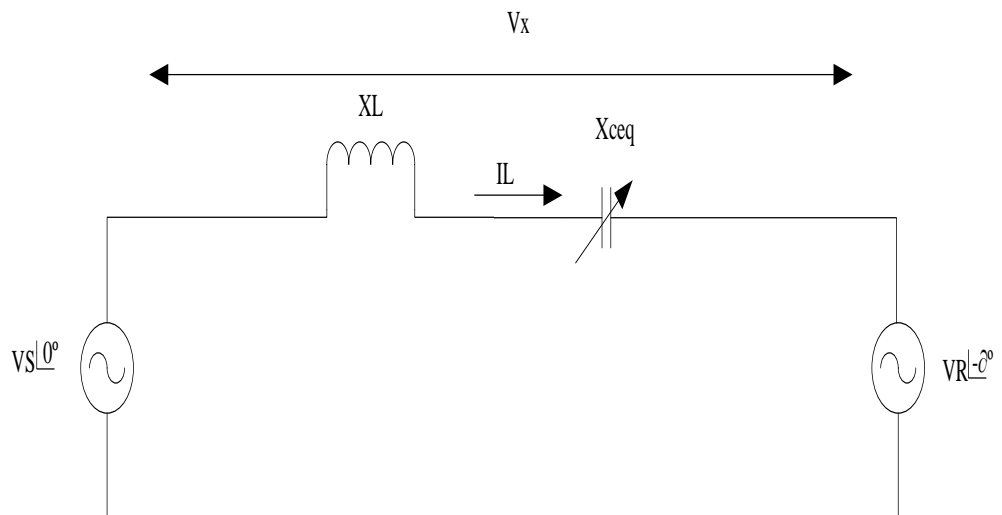 Vx
XL
Xceq
IL
VS|0º
VR|-∂º